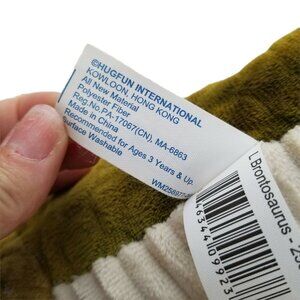 ©HUGFUN INTERNATIONAL
KOWLOON, HONG KONG
All New Material
Polyester Fiber
Reg.No.PA-17067(CN), MA-6863
Made in China
Recommended for Ages 3 Years & Up.
Surface Washable
L Brontosaurus -